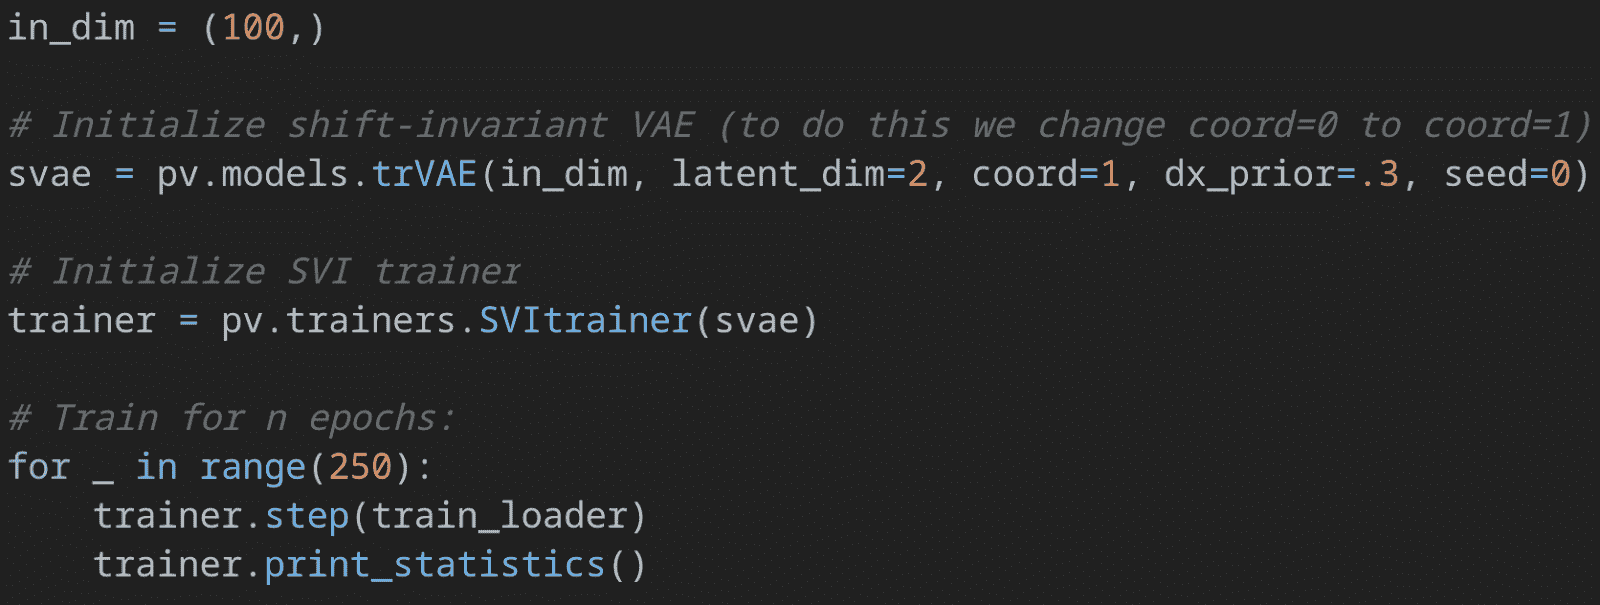 in_dim = (100,)
# Initialize shift-invariant VAE (to do this we change coord=0 to coord=1)
svae = pv.models.trVAE(in_dim, latent_dim=2, coord=1, dx_prior=.3, seed=0)
# Initialize SVI trainer
trainer = pv.trainers.SVItrainer(svae)
# Train for n epochs:
for _ in range(250):
    trainer.step(train_loader)
    trainer.print_statistics()